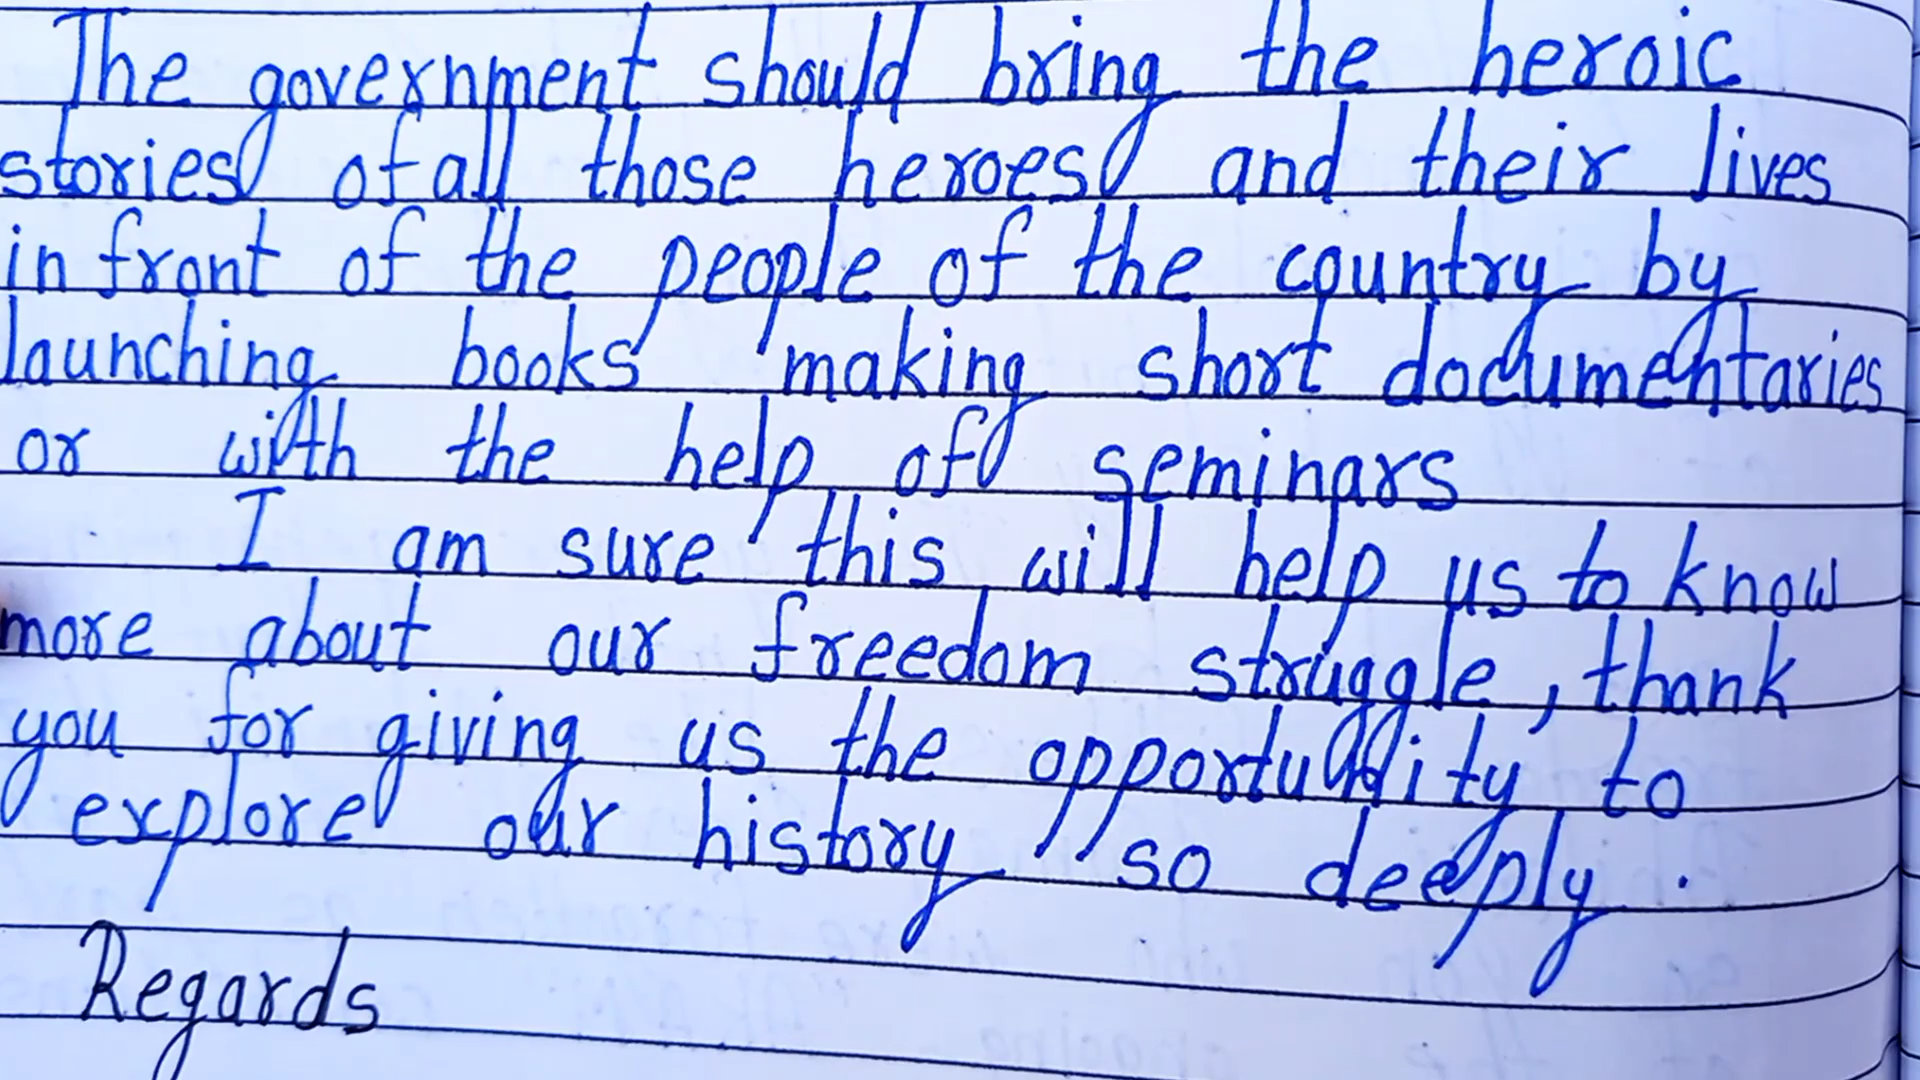 The government should bring the heroic
stories of all those heroes and their lives
in front of the people of the country by
launching books making short documentaries
or with the help of seminars
I am sure this will help us to know
more about our freedom struggle, thank
you for giving us the opportunity to
explore our history so deeply.
Regards